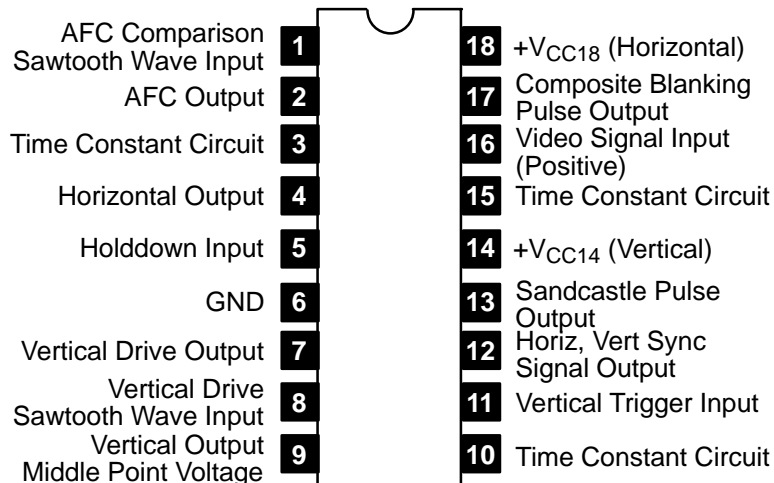 AFC Comparison
Sawtooth Wave Input
1
AFC Output
2
Time Constant Circuit
3
Horizontal Output
4
Holddown Input
5
GND
6
Vertical Drive Output
7
Vertical Drive
Sawtooth Wave Input
8
Vertical Output
Middle Point Voltage
9
18
+VCC18 (Horizontal)
17
Composite Blanking
Pulse Output
16
Video Signal Input
(Positive)
15
Time Constant Circuit
14
+VCC14 (Vertical)
13
Sandcastle Pulse
Output
12
Horiz, Vert Sync
Signal Output
11
Vertical Trigger Input
10
Time Constant Circuit